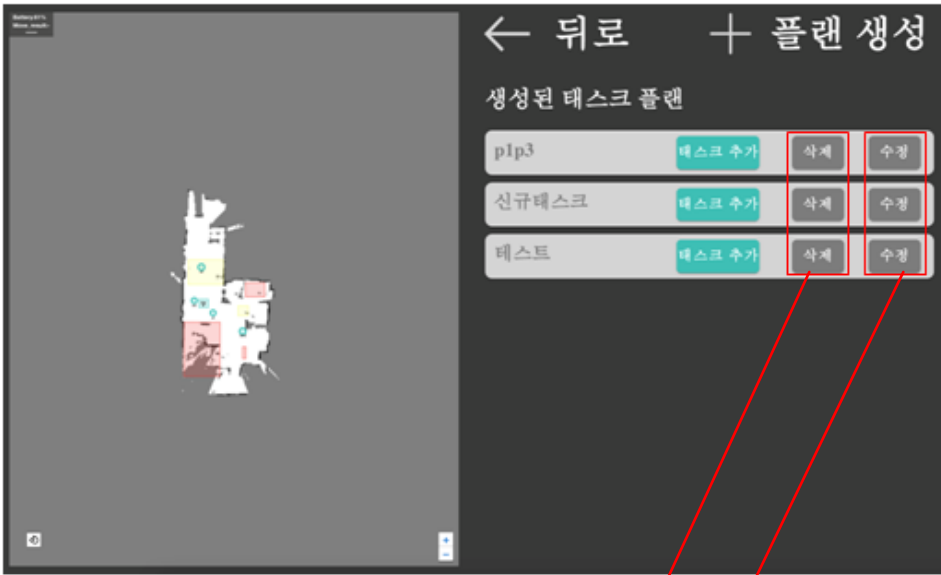 Battery:81%
뒤로
플랜 생성
생성된 태스크 플랜
p1p3 태스크 추가 삭제 수정
신규태스크 태스크 추가 삭제 수정
테스트 태스크 추가 삭제 수정